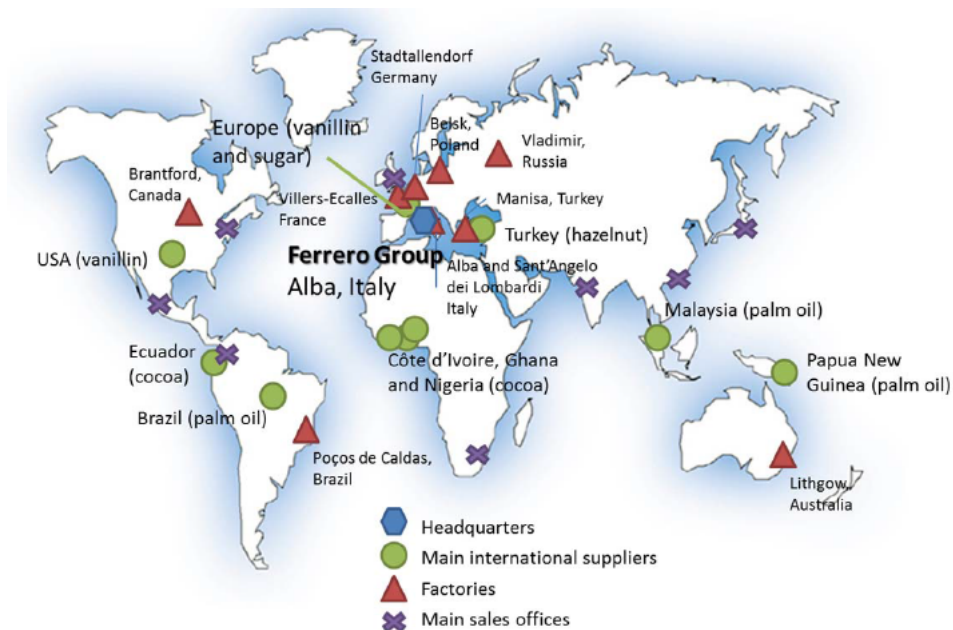 Stadtallendorf
Germany
Europe (vanillin
and sugar)
Belsk,
Poland
Vladimir,
Russia
Brantford,
Canada
Villers-Ecalles
France
Manisa, Turkey
USA (vanillin)
Turkey (hazelnut)
Ferrero Group
Alba, Italy
Alba and Sant'Angelo
dei Lombardi
Italy
Malaysia (palm oil)
Ecuador
(cocoa)
Côte d'Ivoire, Ghana
and Nigeria (cocoa)
Papua New
Guinea (palm oil)
Brazil (palm oil)
Poços de Caldas,
Brazil
Lithgow,
Australia
Headquarters
Main international suppliers
Factories
Main sales offices